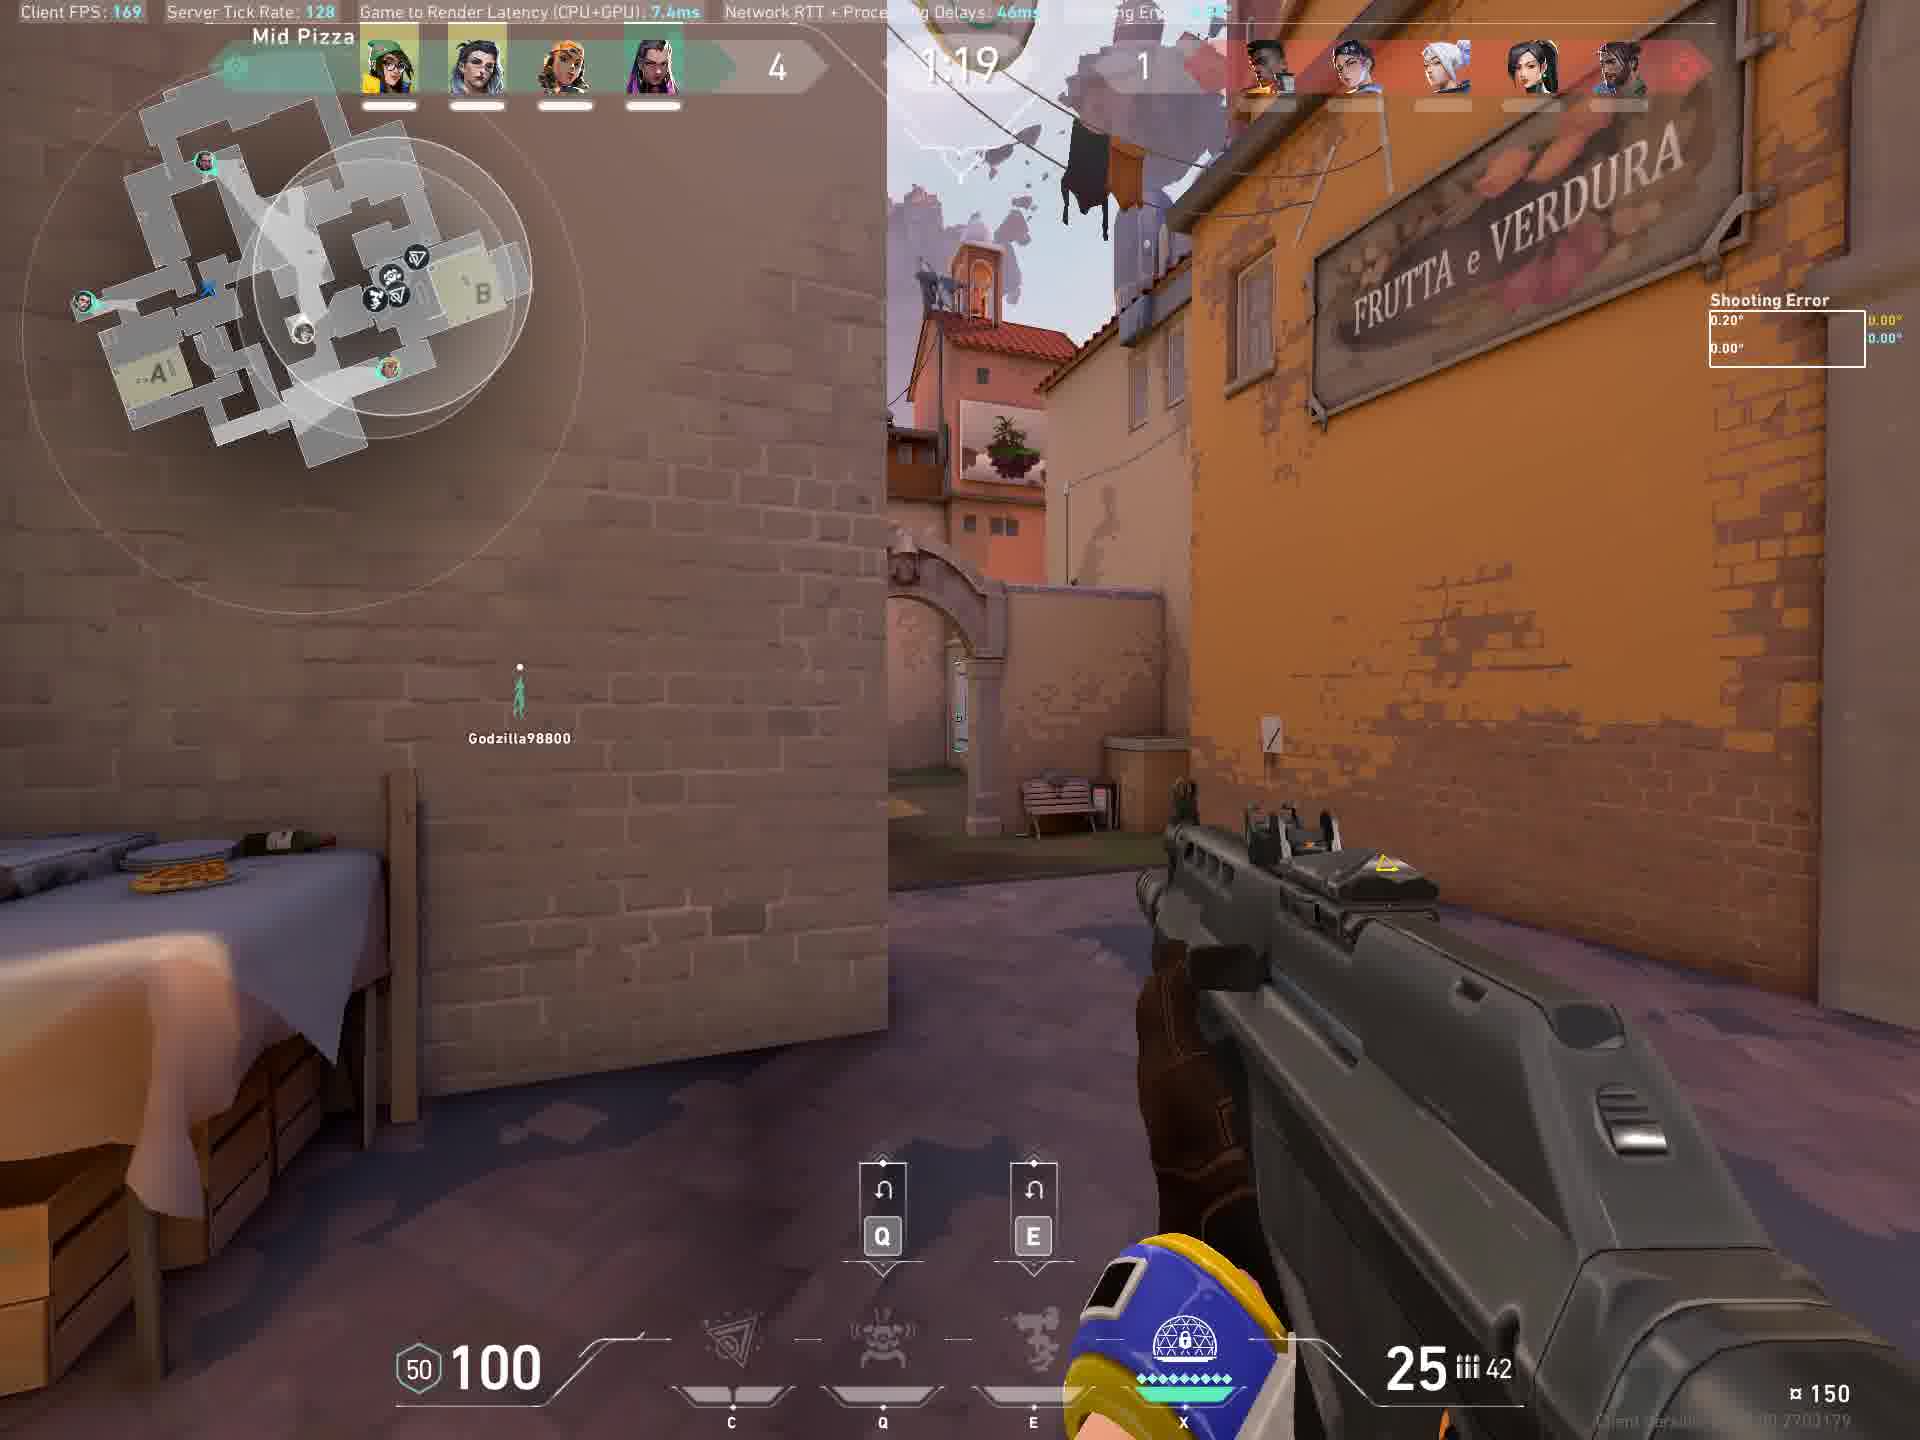 Client FPS: 169 Server Tick Rate: 128 Game to Render Latency (CPU+GPU): 7.4ms Network RTT + Processing Delays: 46ms
Mid Pizza
4
1:19
1
B
A
FRUTTA e VERDURA
Shooting Error
0.20° 0.00°
0.00°
0.00°
Godzilla98800
Q E
50 100
25 42
¤ 150
C Q E X